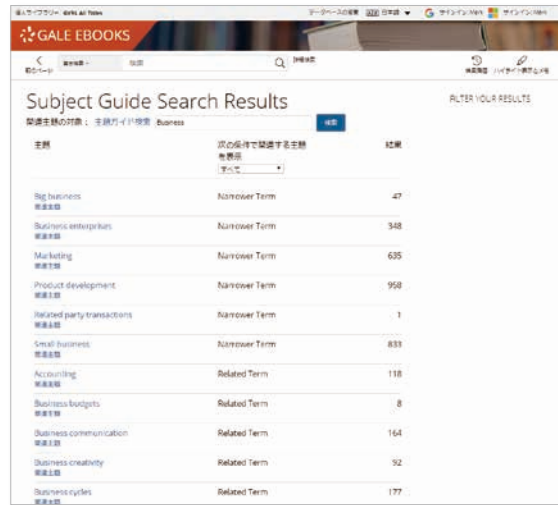 GALE EBOOKS
検索
Subject Guide Search Results
FILTER YOUR RESULTS
関連主題の対象： 主題ガイド検索 Business 検索
主題 次の条件で関連する主題を表示 結果
すべて
Big business Narrower Term 47
関連主題
Business enterprises Narrower Term 348
関連主題
Marketing Narrower Term 635
関連主題
Product development Narrower Term 958
関連主題
Related party transactions Narrower Term 1
関連主題
Small business Narrower Term 833
関連主題
Accounting Related Term 118
関連主題
Business budgets Related Term 8
関連主題
Business communication Related Term 164
関連主題
Business creativity Related Term 92
関連主題
Business cycles Related Term 177
関連主題